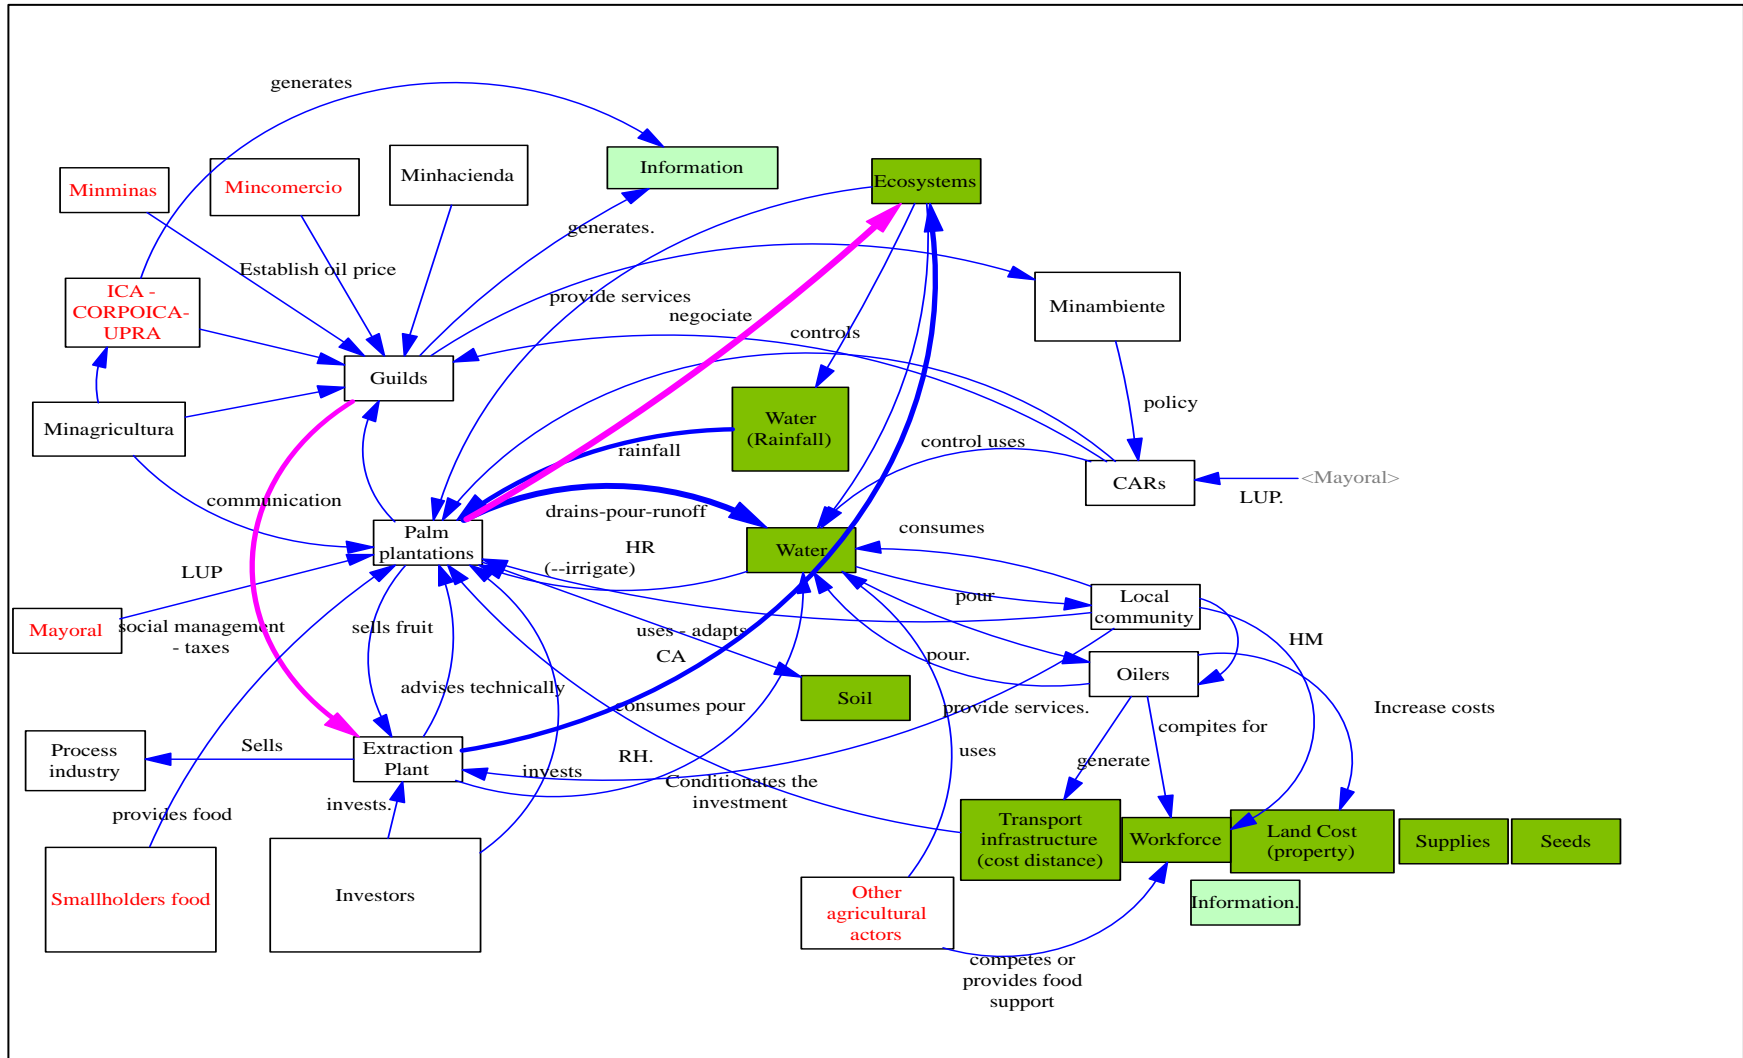 generates
Information
Ecosystems
Minminas
Mincomercio
Minhacienda
generates.
Establish oil price
ICA -
CORPOICA-
UPRA
provide services
negociate
controls
Minambiente
Guilds
Minagricultura
Water
(Rainfall)
policy
rainfall
control uses
CARs
<Mayoral>
LUP.
communication
drains-pour-runoff
Palm
plantations
Water
consumes
HR
(--irrigate)
LUP
pour
Local
community
Mayoral
social management
- taxes
sells fruit
uses - adapts
CA
pour.
HM
Oilers
advises technically
Soil
consumes pour
provide services.
Increase costs
compites for
Process
industry
Sells
Extraction
Plant
RH.
invests
uses
generate
Conditionates the
investment
invests.
provides food
Transport
infrastructure
(cost distance)
Workforce
Land Cost
(property)
Supplies
Seeds
Smallholders food
Investors
Other
agricultural
actors
Information.
competes or
provides food
support